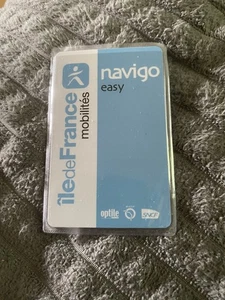 îledeFrance
mobilités
navigo
easy
optile
SNCF